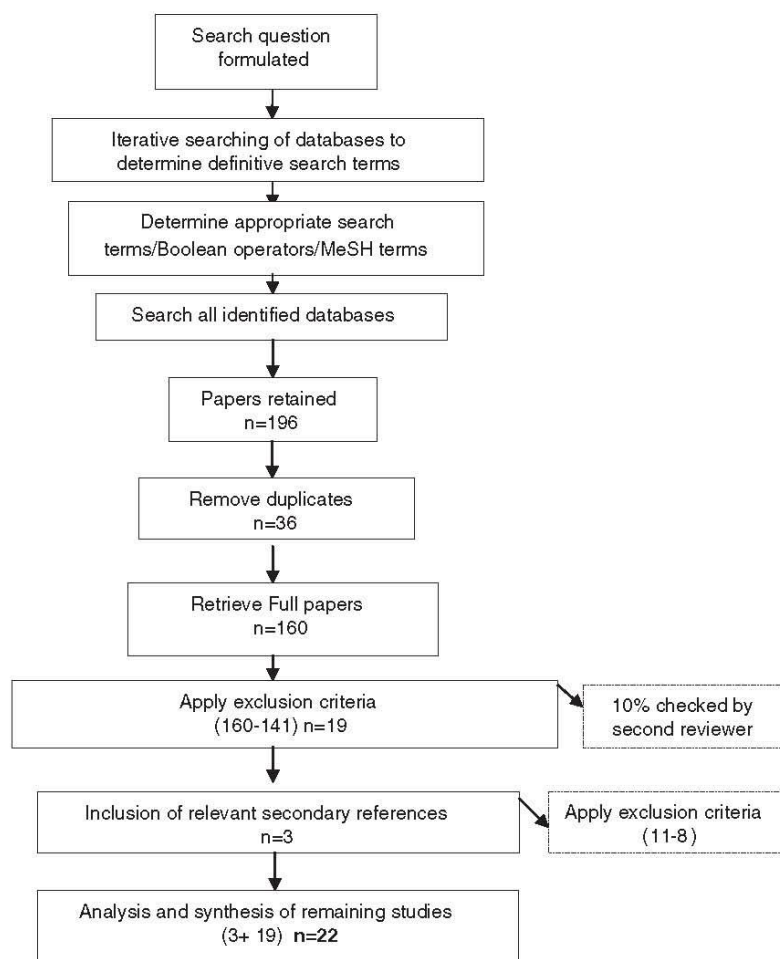 Search question
formulated
Iterative searching of databases to
determine definitive search terms
Determine appropriate search
terms/Boolean operators/MeSH terms
Search all identified databases
Papers retained
n=196
Remove duplicates
n=36
Retrieve Full papers
n=160
Apply exclusion criteria
(160-141) n=19
10% checked by
second reviewer
Inclusion of relevant secondary references
n=3
Apply exclusion criteria
(11-8)
Analysis and synthesis of remaining studies
(3+ 19) n=22